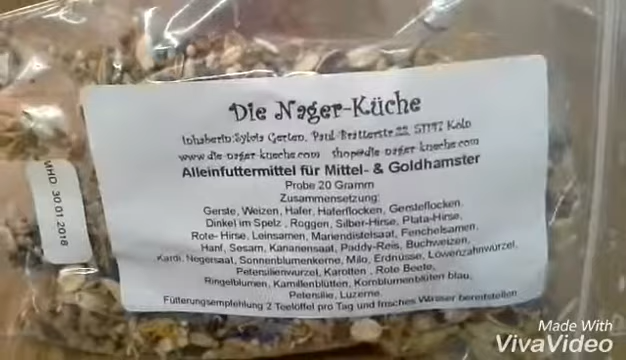 Die Nager-Küche
Inhaberin:Sylvia Gerten, Paul Bratterstr.22 51147 Köln
www.die-nager-kueche.com shop@die-nager-kueche.com
Alleinfuttermittel für Mittel- & Goldhamster
Probe 20 Gramm
Zusammensetzung:
Gerste, Weizen, Hafer, Haferflocken, Gersteflocken,
Dinkel im Spelz, Roggen, Silber-Hirse, Plata-Hirse,
Rote- Hirse, Leinsamen, Mariendistelsaat, Fenchelsamen,
Hanf, Sesam, Kanariensaat, Paddy-Reis, Buchweizen,
Kardi, Negersaat, Sonnenblumenkerne, Milo, Erdnüsse, Löwenzahnwurzel,
Petersilienwurzel, Karotten , Rote Beete,
Ringelblumen, Kamillenblüten, Kornblumenblüten blau,
Petersilie, Luzerne.
Fütterungsempfehlung 2 Teelöffel pro Tag und frisches Wasser bereitstellen
MHD 30.01.2018
Made With
VivaVideo